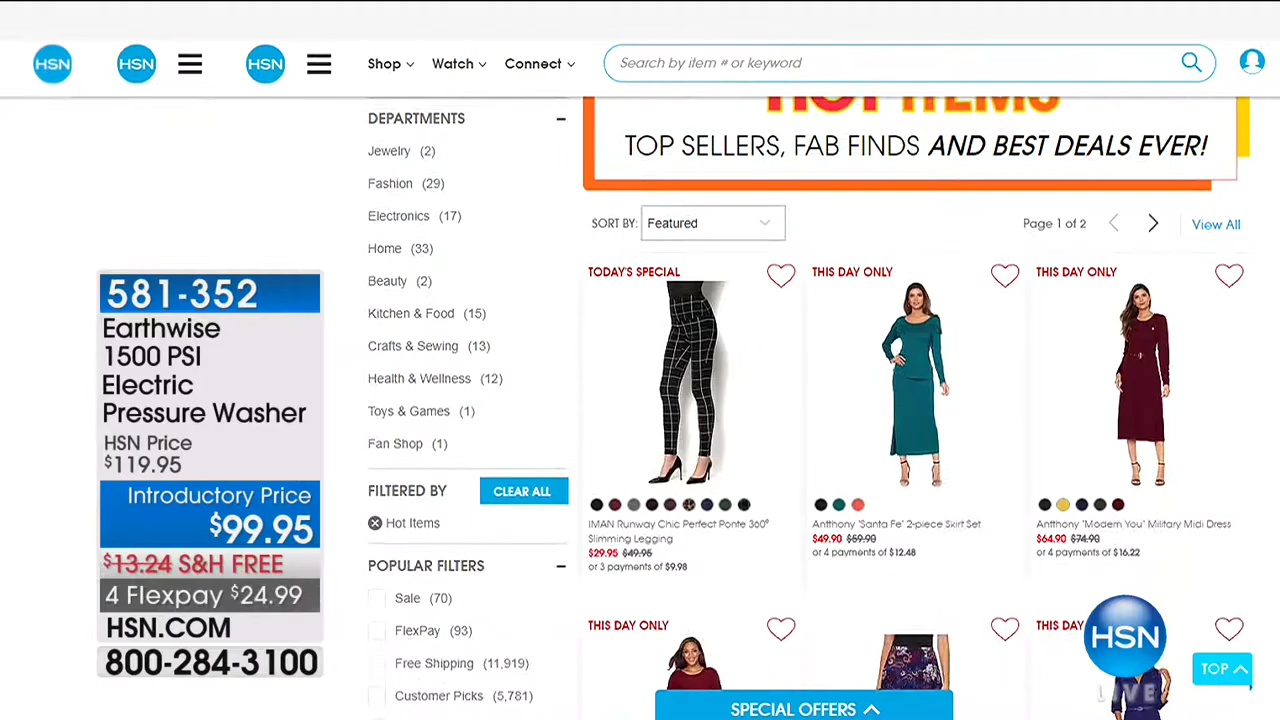 HSN
HSN
HSN
Shop
Watch
Connect
Search by item # or keyword
HOT ITEMS
TOP SELLERS, FAB FINDS AND BEST DEALS EVER!
DEPARTMENTS
Jewelry (2)
Fashion (29)
Electronics (17)
Home (33)
Beauty (2)
Kitchen & Food (15)
Crafts & Sewing (13)
Health & Wellness (12)
Toys & Games (1)
Fan Shop (1)
FILTERED BY
CLEAR ALL
Hot Items
POPULAR FILTERS
Sale (70)
FlexPay (93)
Free Shipping (11,919)
Customer Picks (5,781)
SORT BY: Featured
Page 1 of 2
View All
TODAY'S SPECIAL
IMAN Runway Chic Perfect Ponte 360°
Slimming Legging
$29.95 $49.95
or 3 payments of $9.98
THIS DAY ONLY
Antthony "Santa Fe" 2-piece Skirt Set
$49.90 $59.90
or 4 payments of $12.48
THIS DAY ONLY
Antthony "Modern You" Military Midi Dress
$64.90 $74.90
or 4 payments of $16.22
THIS DAY ONLY
THIS DAY
SPECIAL OFFERS
TOP
HSN
LIVE
581-352
Earthwise
1500 PSI
Electric
Pressure Washer
HSN Price
$119.95
Introductory Price
$99.95
$13.24 S&H FREE
4 Flexpay $24.99
HSN.COM
800-284-3100